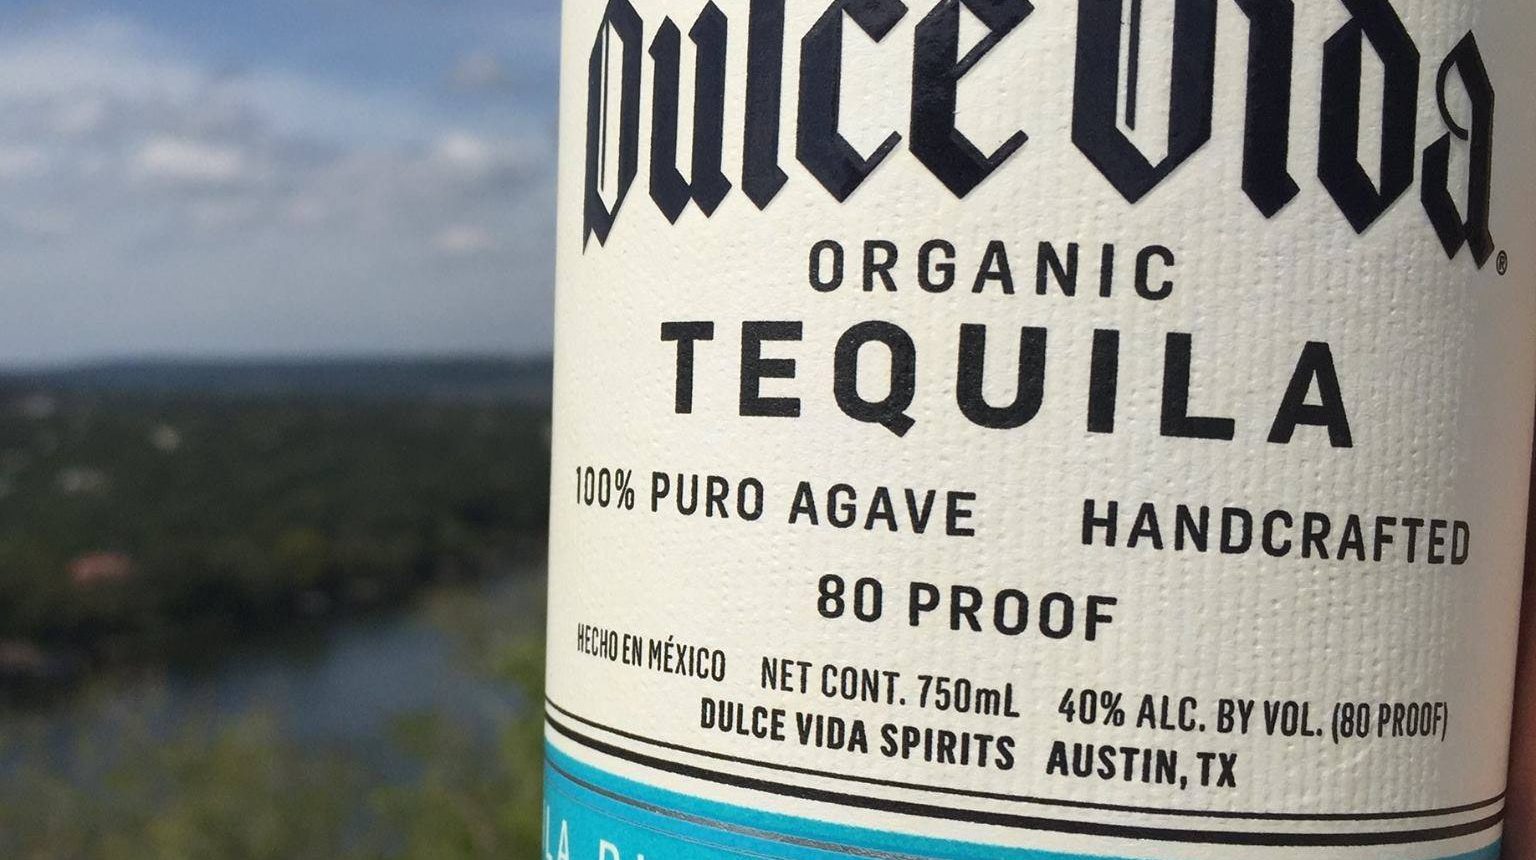 Dulce Vida®
ORGANIC
TEQUILA
100% PURO AGAVE HANDCRAFTED
80 PROOF
HECHO EN MÉXICO NET CONT. 750mL 40% ALC. BY VOL. (80 PROOF)
DULCE VIDA SPIRITS AUSTIN, TX